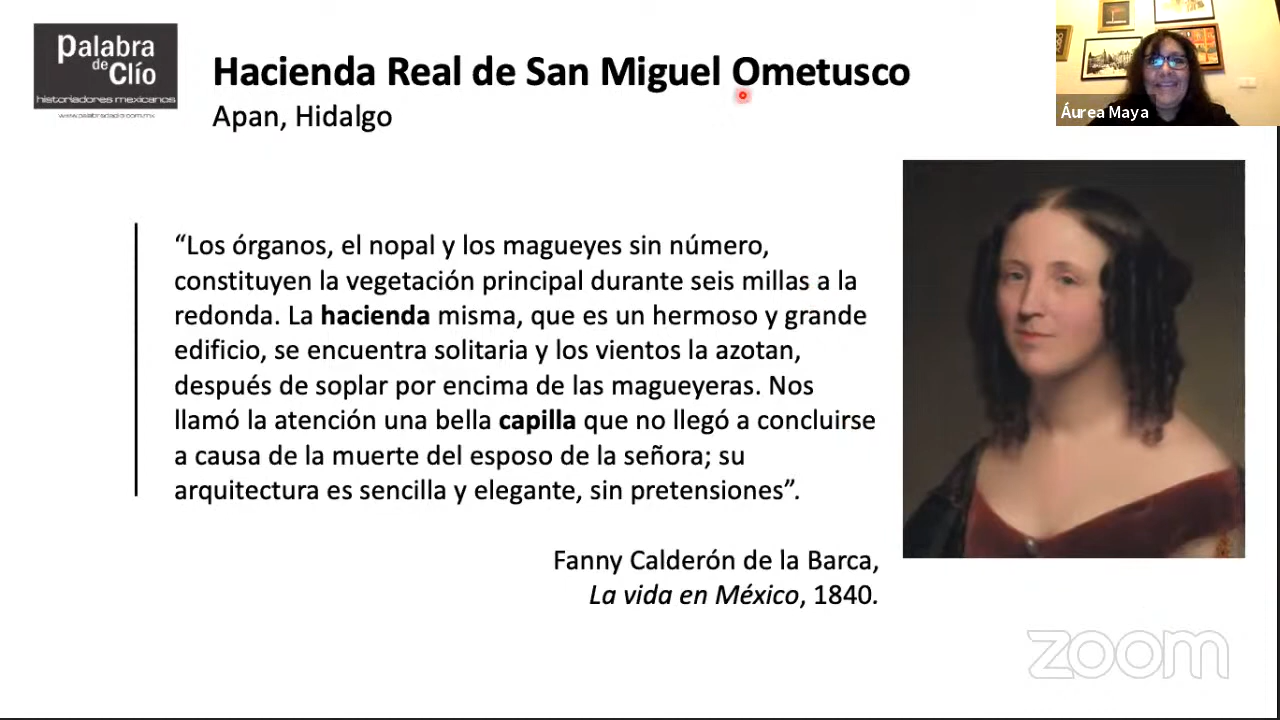 Palabra
de
Clío
historiadores mexicanos
www.palabradeclio.com.mx
Hacienda Real de San Miguel Ometusco
Apan, Hidalgo
Áurea Maya
“Los órganos, el nopal y los magueyes sin número,
constituyen la vegetación principal durante seis millas a la
redonda. La hacienda misma, que es un hermoso y grande
edificio, se encuentra solitaria y los vientos la azotan,
después de soplar por encima de las magueyeras. Nos
llamó la atención una bella capilla que no llegó a concluirse
a causa de la muerte del esposo de la señora; su
arquitectura es sencilla y elegante, sin pretensiones”.
Fanny Calderón de la Barca,
La vida en México, 1840.
zoom